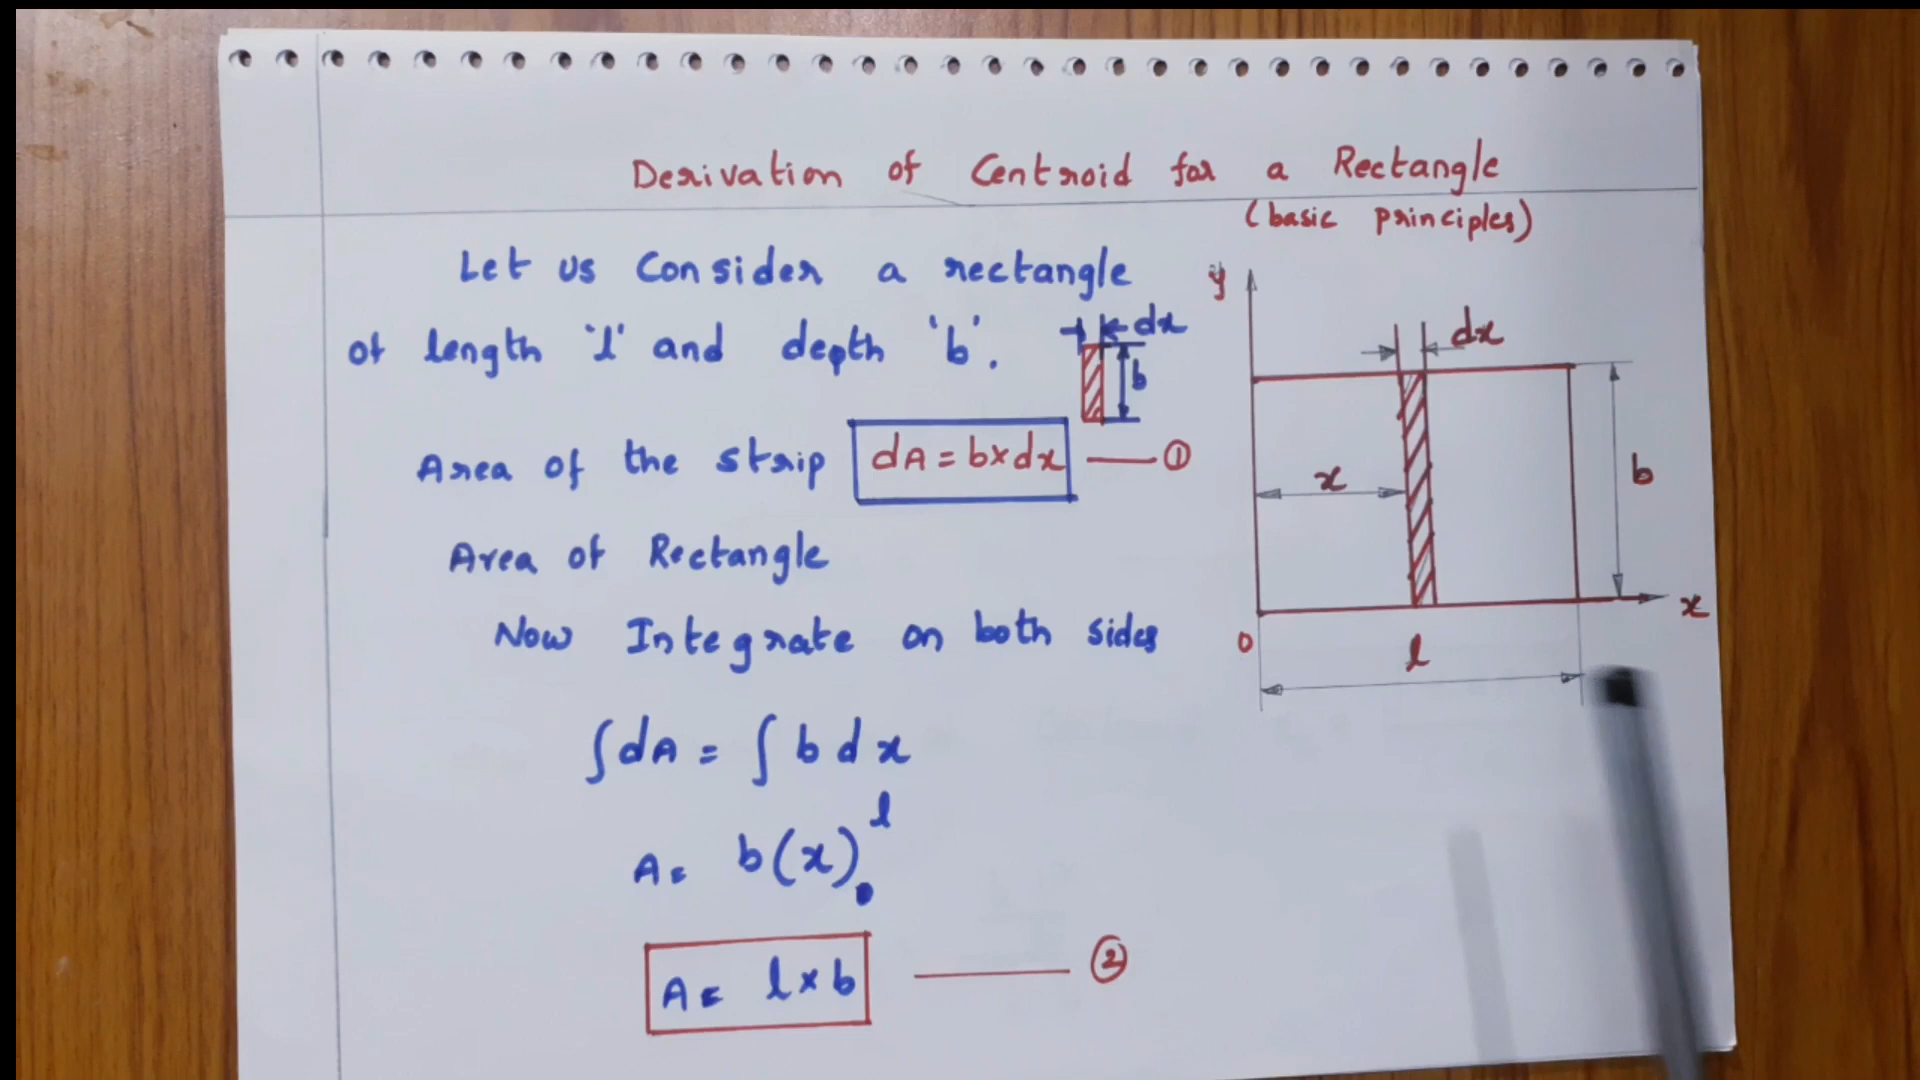 Derivation of Centroid for a Rectangle
(basic principles)
Let us Consider a rectangle
of length 'l' and depth 'b'.
dx
b
Area of the strip dA = b×dx ①
Area of Rectangle
Now Integrate on both sides
∫dA = ∫ b dx
A = b(x)₀ˡ
A = l × b ②
y
dx
x
b
x
0
l